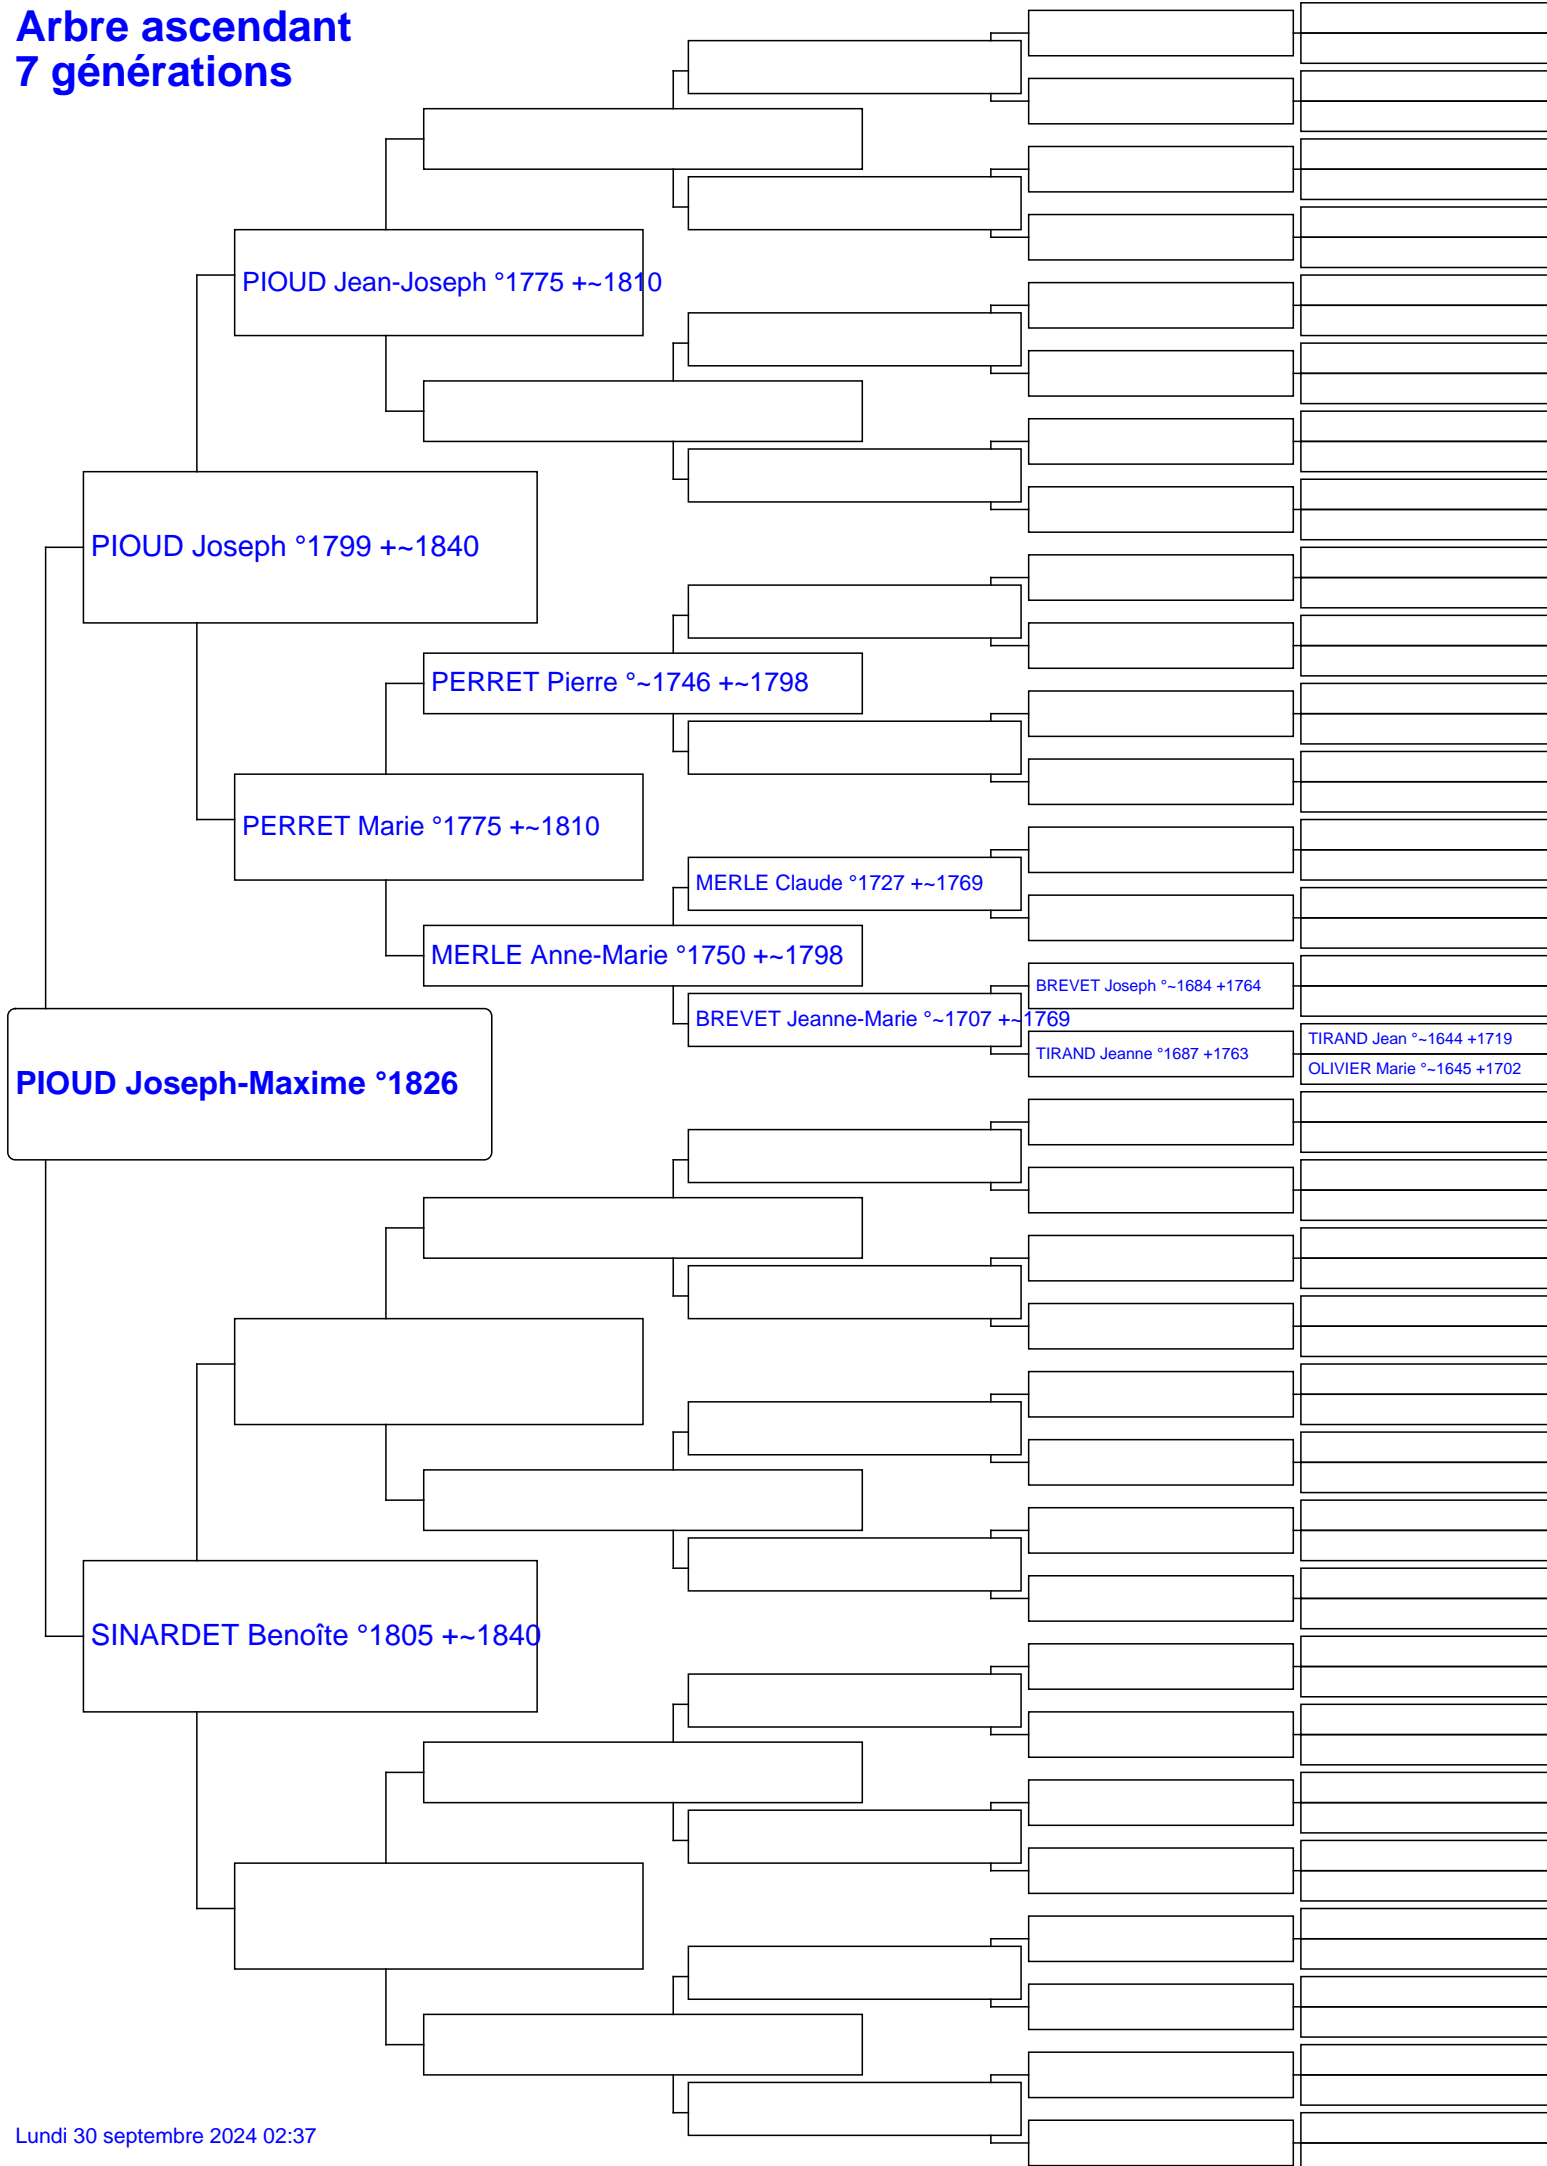 Arbre ascendant
7 générations
PIOUD Jean-Joseph °1775 +~1810
PIOUD Joseph °1799 +~1840
PERRET Pierre °~1746 +~1798
PERRET Marie °1775 +~1810
MERLE Claude °1727 +~1769
MERLE Anne-Marie °1750 +~1798
BREVET Joseph °~1684 +1764
BREVET Jeanne-Marie °~1707 +~1769
TIRAND Jean °~1644 +1719
TIRAND Jeanne °1687 +1763
OLIVIER Marie °~1645 +1702
PIOUD Joseph-Maxime °1826
SINARDET Benoîte °1805 +~1840
Lundi 30 septembre 2024 02:37